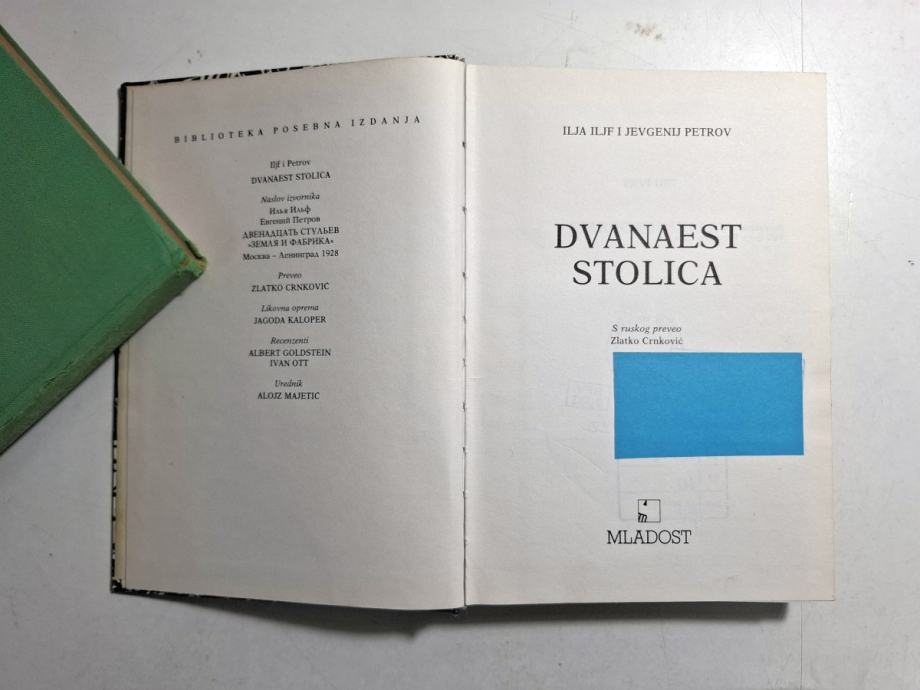 BIBLIOTEKA POSEBNA IZDANJA
Iljf i Petrov
DVANAEST STOLICA
Naslov izvornika
Илья Ильф
Евгений Петров
ДВЕНАДЦАТЬ СТУЛЬЕВ
»ЗЕМЛЯ И ФАБРИКА«
Москва – Ленинград 1928
Preveo
ZLATKO CRNKOVIĆ
Likovna oprema
JAGODA KALOPER
Recenzenti
ALBERT GOLDSTEIN
IVAN OTT
Urednik
ALOJZ MAJETIĆ
ILJA ILJF I JEVGENIJ PETROV
DVANAEST
STOLICA
S ruskog preveo
Zlatko Crnković
MLADOST